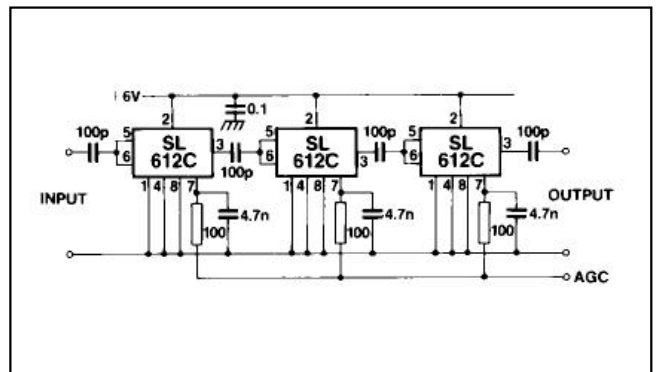 +6V
0.1
2
2
2
100p
5
6
SL
612C
3
100p
5
6
SL
612C
3
100p
5
6
SL
612C
3
100p
INPUT
1 4 8 7
4.7n
100
1 4 8 7
4.7n
100
1 4 8 7
4.7n
100
OUTPUT
AGC